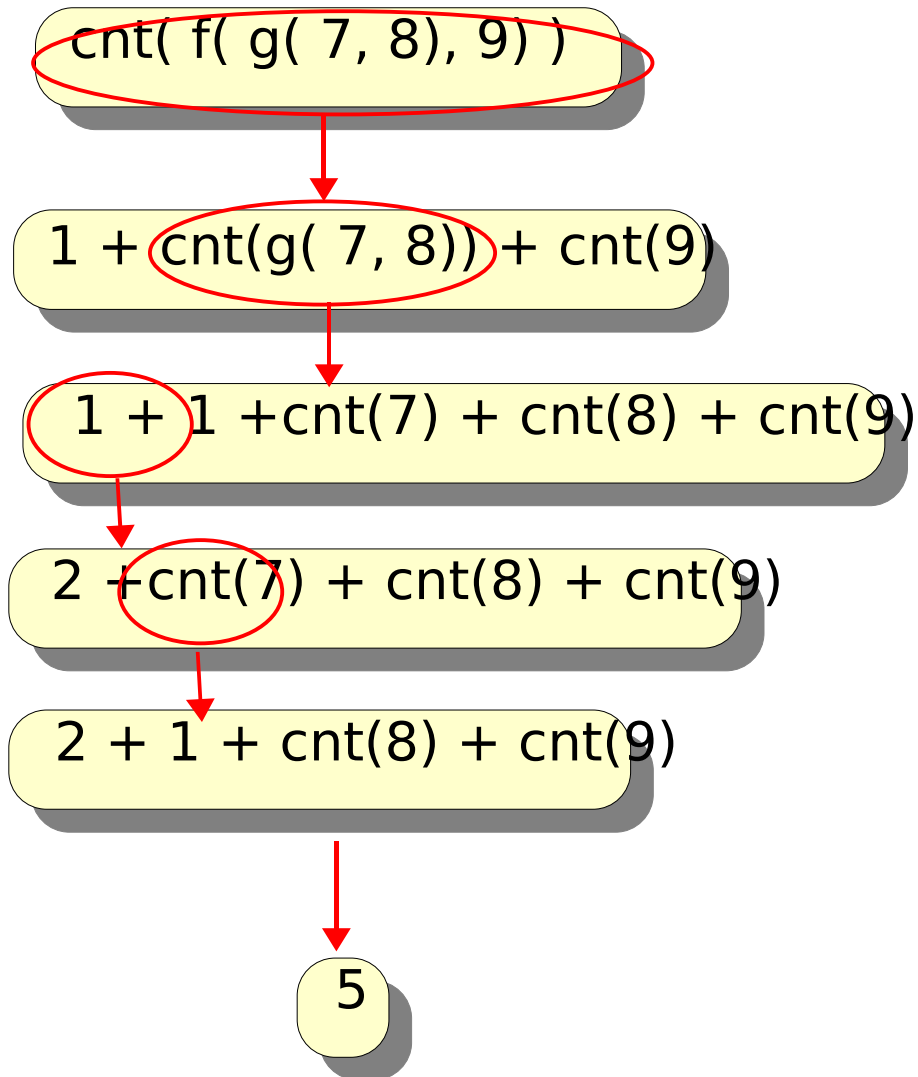 cnt( f( g( 7, 8), 9) )
1 + cnt(g( 7, 8)) + cnt(9)
1 + 1 +cnt(7) + cnt(8) + cnt(9)
2 +cnt(7) + cnt(8) + cnt(9)
2 + 1 + cnt(8) + cnt(9)
5